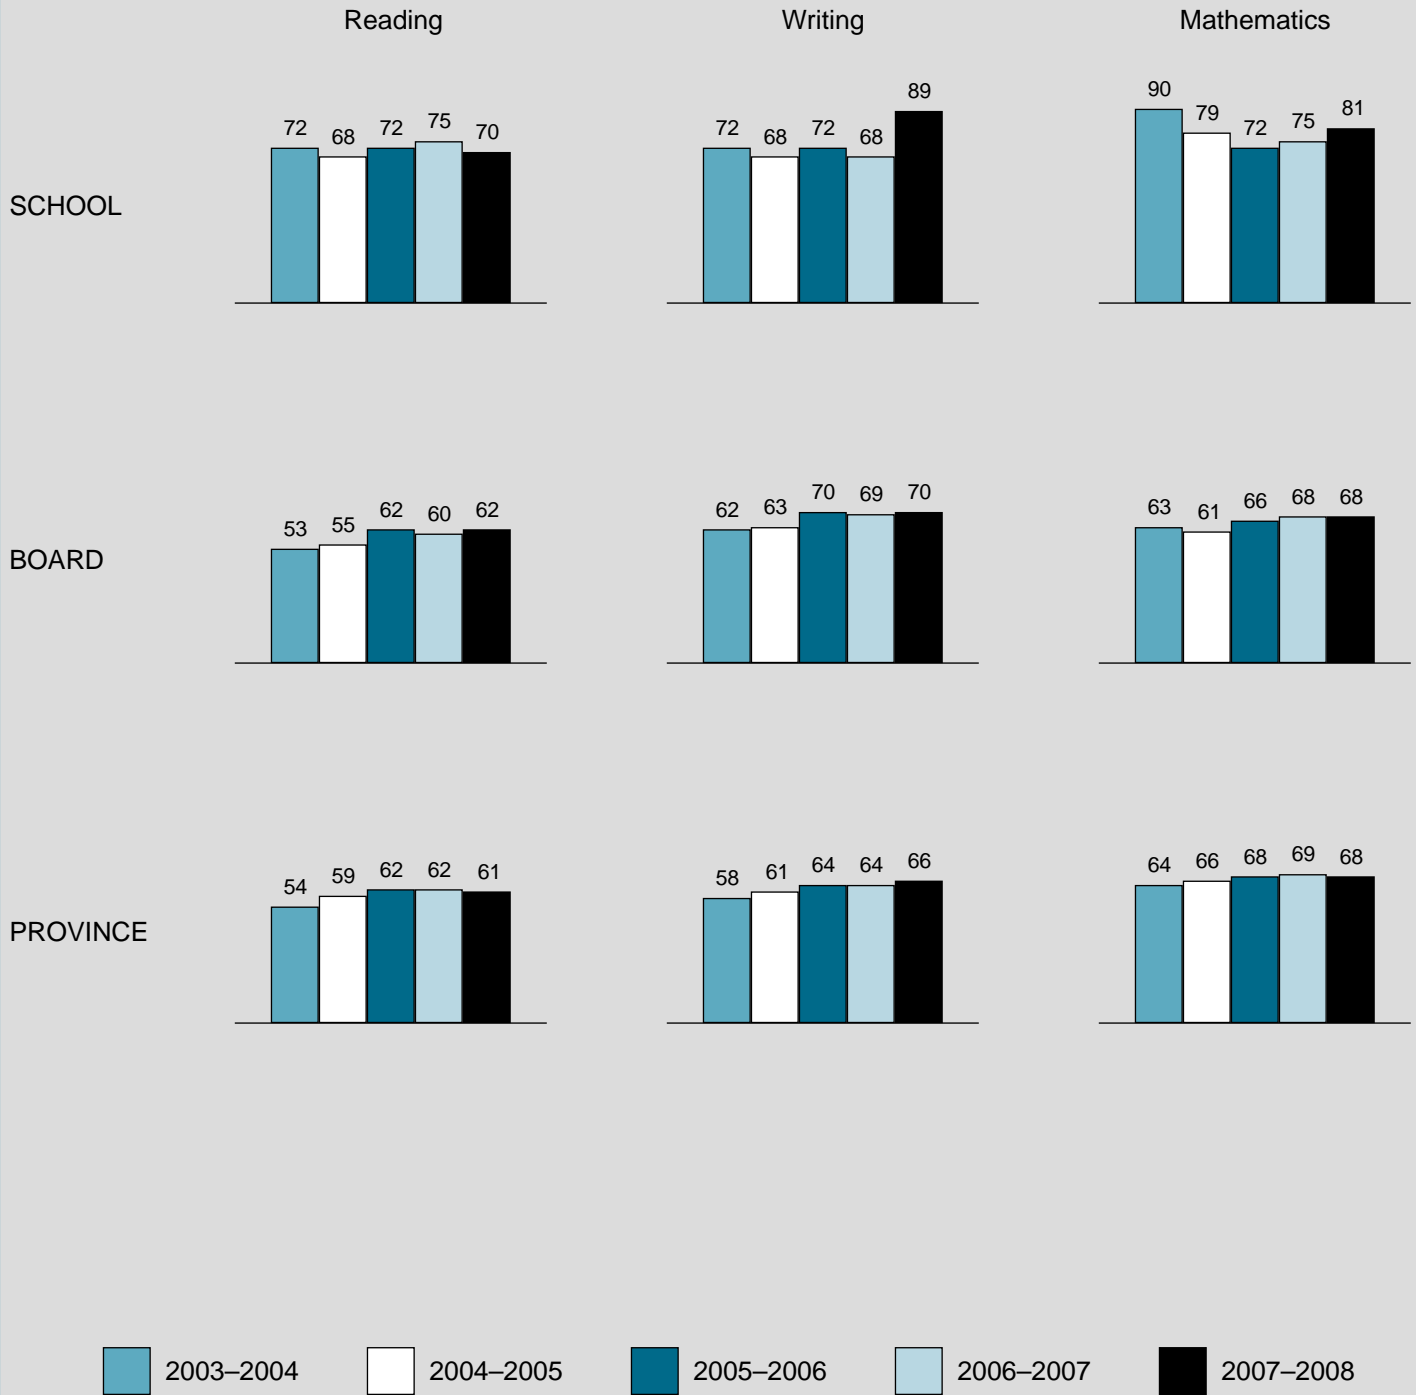 Reading Writing Mathematics
SCHOOL
72 68 72 75 70
72 68 72 68 89
90 79 72 75 81
BOARD
53 55 62 60 62
62 63 70 69 70
63 61 66 68 68
PROVINCE
54 59 62 62 61
58 61 64 64 66
64 66 68 69 68
2003–2004 2004–2005 2005–2006 2006–2007 2007–2008